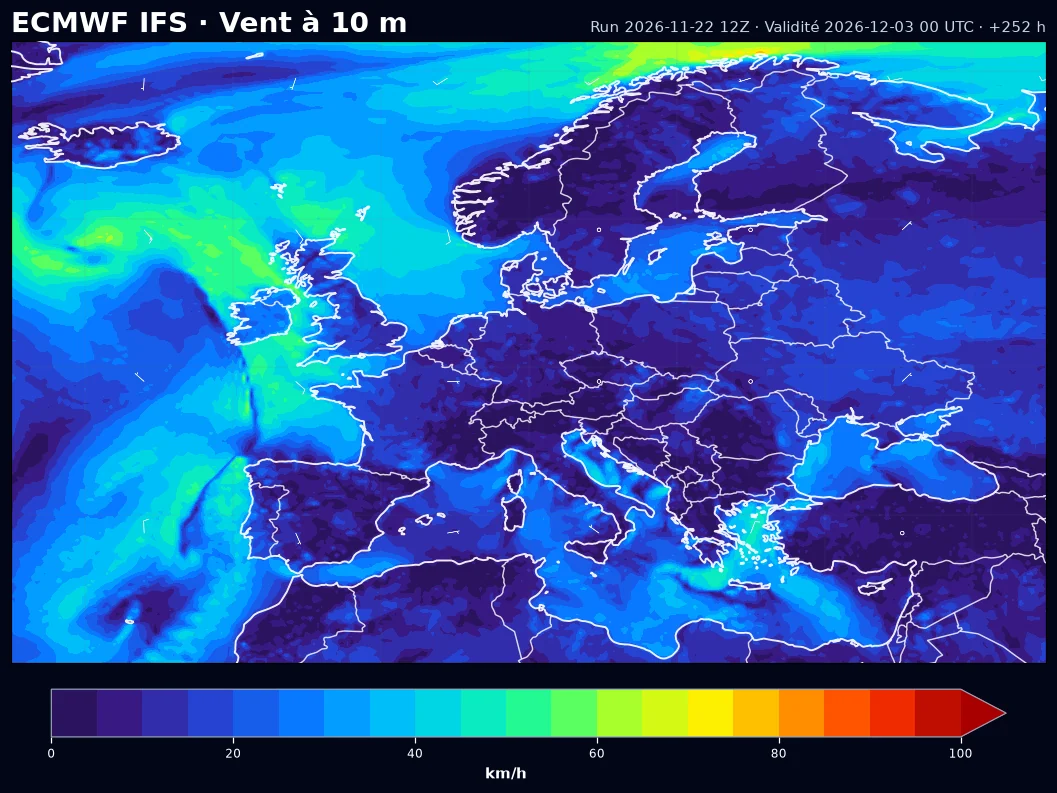 ECMWF IFS · Vent à 10 m
Run 2026-11-22 12Z · Validité 2026-12-03 00 UTC · +252 h
0 20 40 60 80 100
km/h